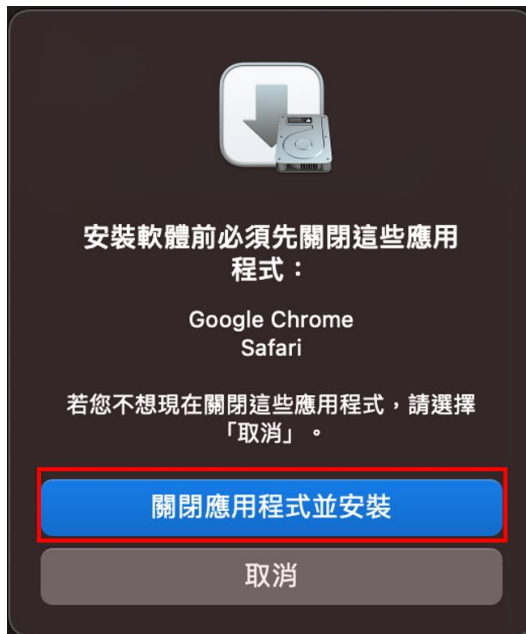 安裝軟體前必須先關閉這些應用
程式：
Google Chrome
Safari
若您不想現在關閉這些應用程式，請選擇
「取消」。
關閉應用程式並安裝
取消